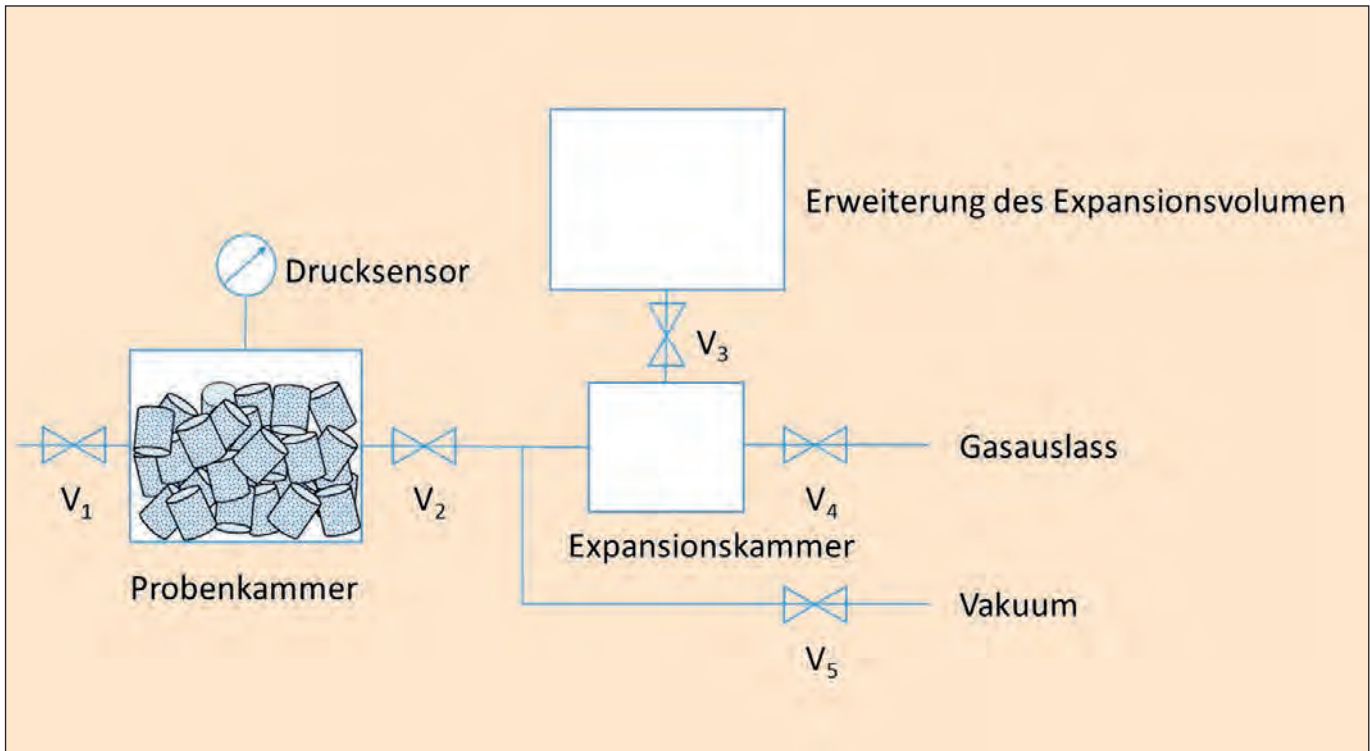 Erweiterung des Expansionsvolumen
Drucksensor
V₃
V₁
V₂
V₄
Gasauslass
Expansionskammer
Probenkammer
Vakuum
V₅